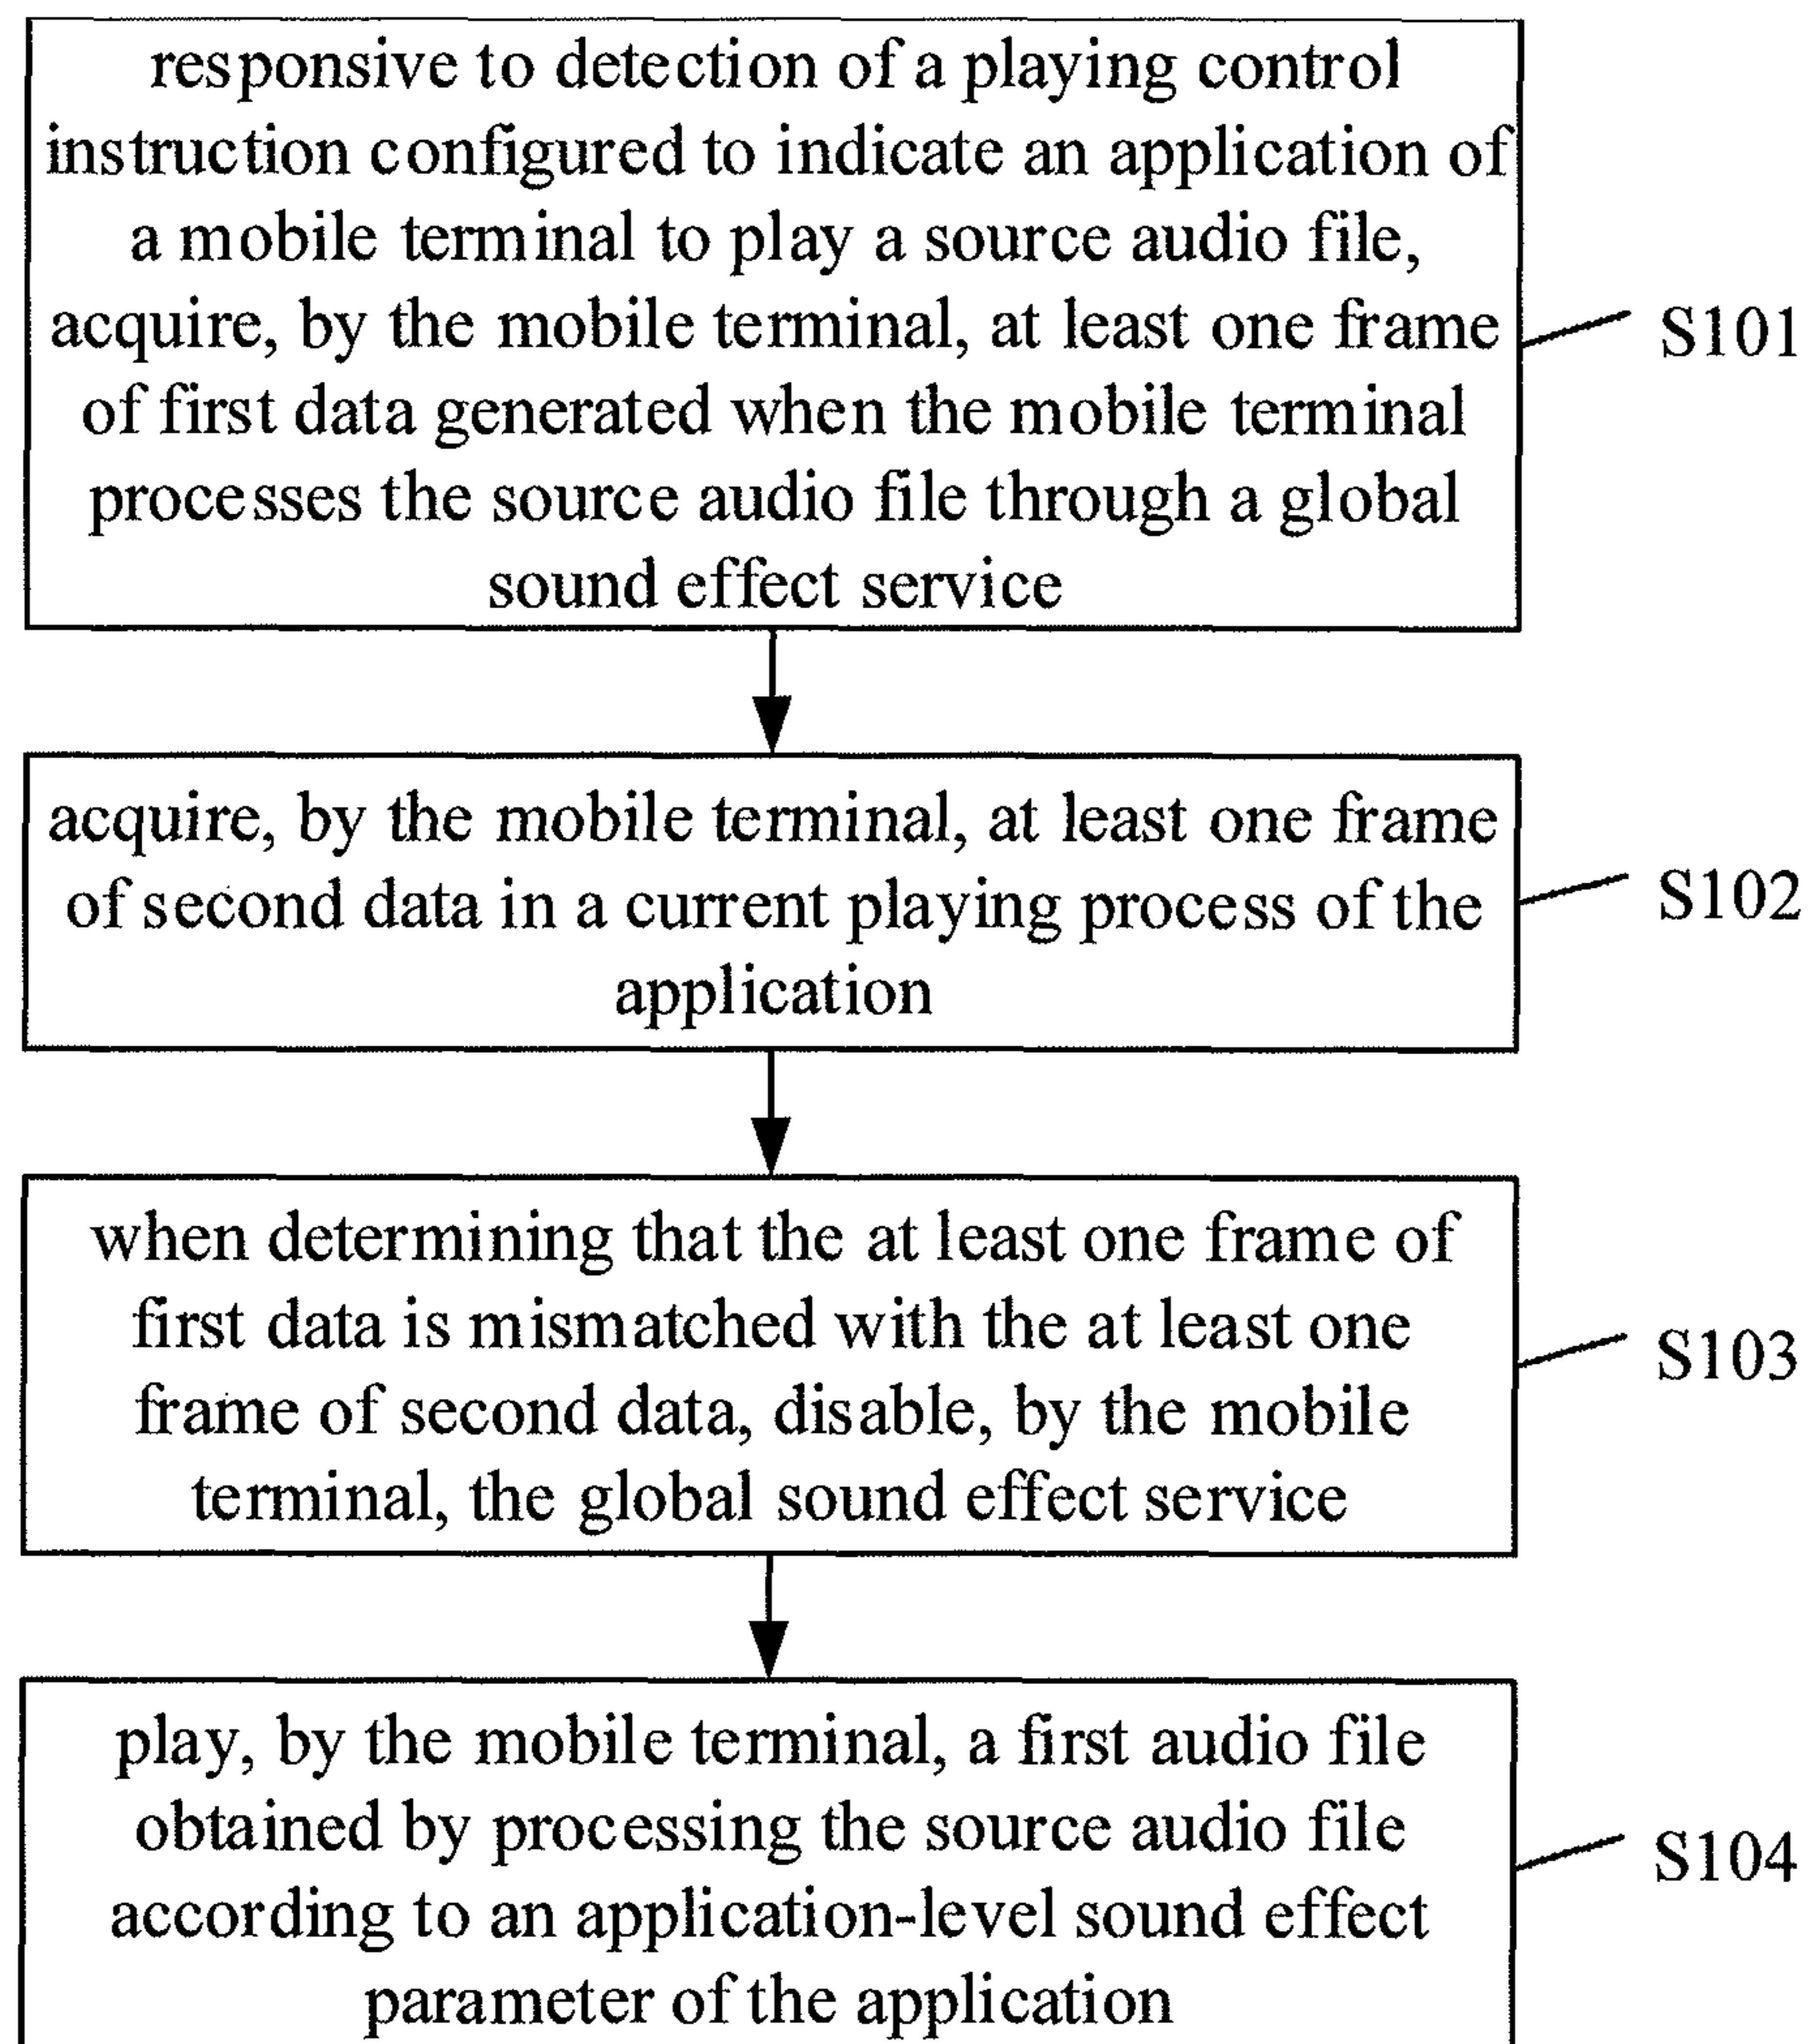 responsive to detection of a playing control
instruction configured to indicate an application of
a mobile terminal to play a source audio file,
acquire, by the mobile terminal, at least one frame
of first data generated when the mobile terminal
processes the source audio file through a global
sound effect service
S101
acquire, by the mobile terminal, at least one frame
of second data in a current playing process of the
application
S102
when determining that the at least one frame of
first data is mismatched with the at least one
frame of second data, disable, by the mobile
terminal, the global sound effect service
S103
play, by the mobile terminal, a first audio file
obtained by processing the source audio file
according to an application-level sound effect
parameter of the application
S104